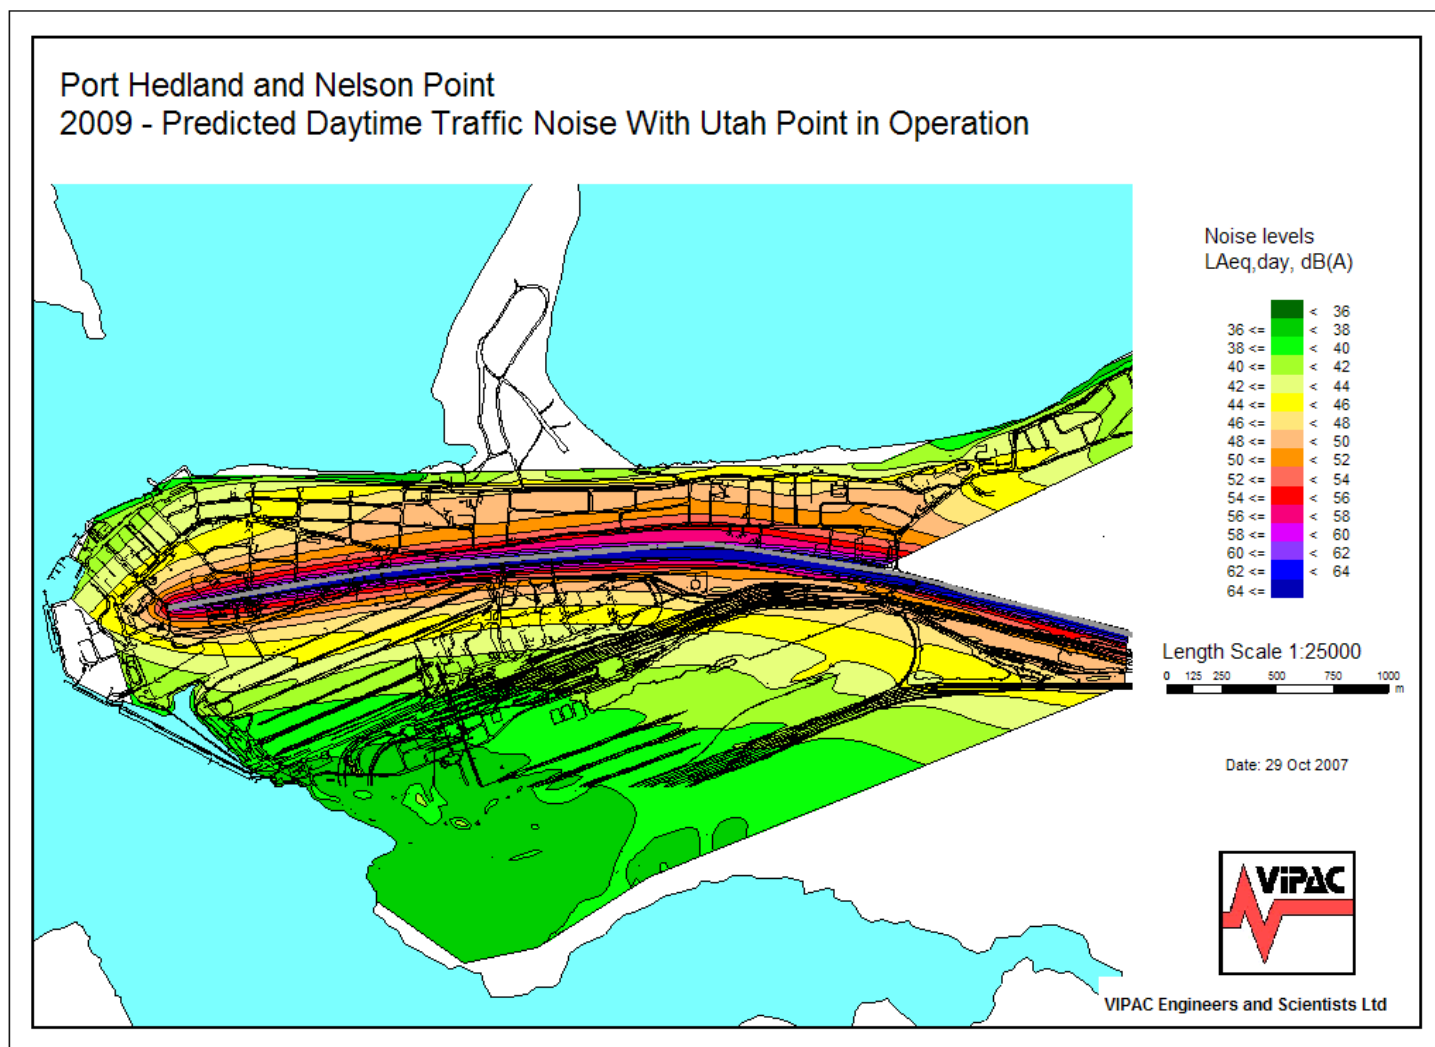 Port Hedland and Nelson Point
2009 - Predicted Daytime Traffic Noise With Utah Point in Operation
Noise levels
LAeq,day, dB(A)
< 36
36 <= < 38
38 <= < 40
40 <= < 42
42 <= < 44
44 <= < 46
46 <= < 48
48 <= < 50
50 <= < 52
52 <= < 54
54 <= < 56
56 <= < 58
58 <= < 60
60 <= < 62
62 <= < 64
64 <=
Length Scale 1:25000
0 125 250 500 750 1000
m
Date: 29 Oct 2007
ViPAC
VIPAC Engineers and Scientists Ltd